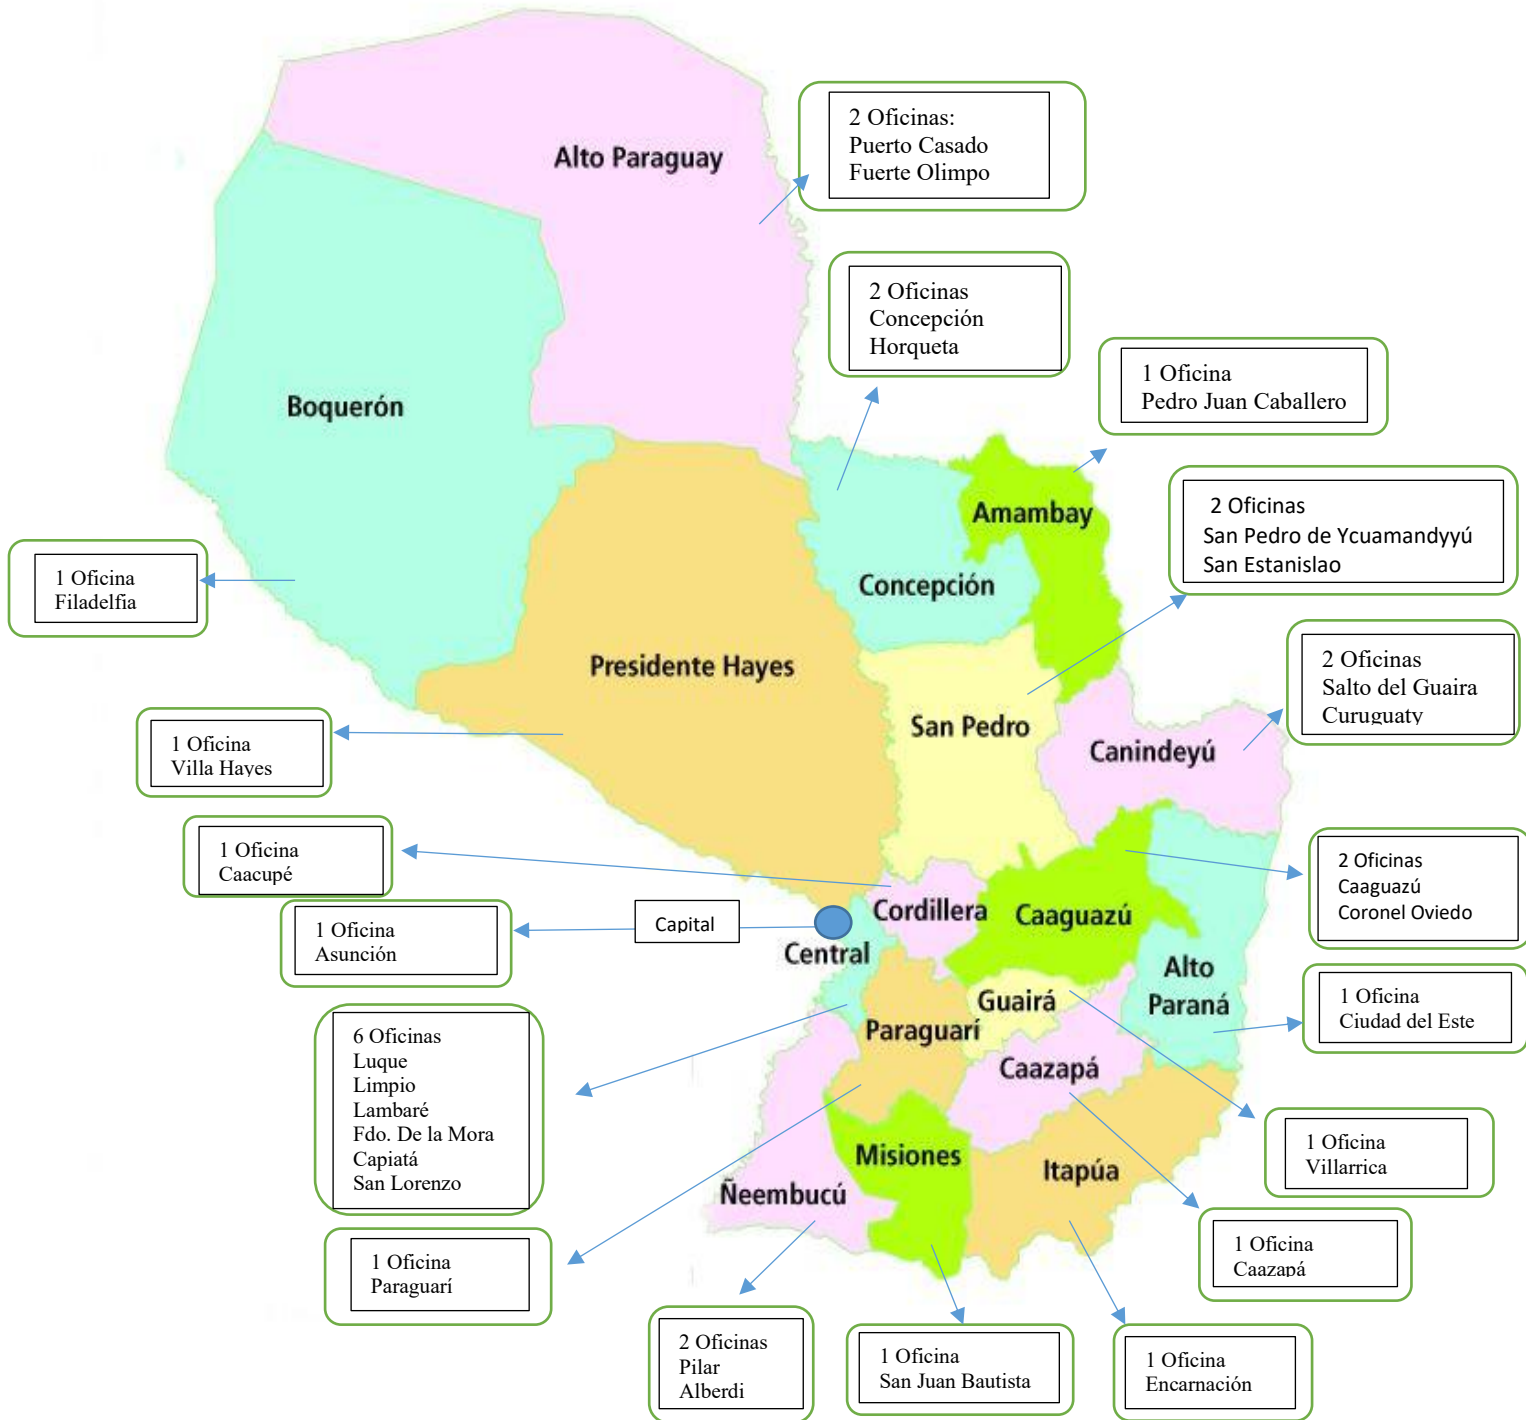 2 Oficinas:
Puerto Casado
Fuerte Olimpo
Alto Paraguay
2 Oficinas
Concepción
Horqueta
1 Oficina
Pedro Juan Caballero
Boquerón
Amambay
2 Oficinas
San Pedro de Ycuamandyyú
San Estanislao
1 Oficina
Filadelfia
Concepción
Presidente Hayes
2 Oficinas
Salto del Guaira
Curuguaty
San Pedro
Canindeyú
1 Oficina
Villa Hayes
1 Oficina
Caacupé
2 Oficinas
Caaguazú
Coronel Oviedo
Cordillera
Caaguazú
Capital
1 Oficina
Asunción
Central
Alto
Paraná
Guairá
1 Oficina
Ciudad del Este
Paraguarí
6 Oficinas
Luque
Limpio
Lambaré
Fdo. De la Mora
Capiatá
San Lorenzo
Caazapá
Misiones
Itapúa
Ñeembucú
1 Oficina
Villarrica
1 Oficina
Paraguarí
1 Oficina
Caazapá
2 Oficinas
Pilar
Alberdi
1 Oficina
San Juan Bautista
1 Oficina
Encarnación